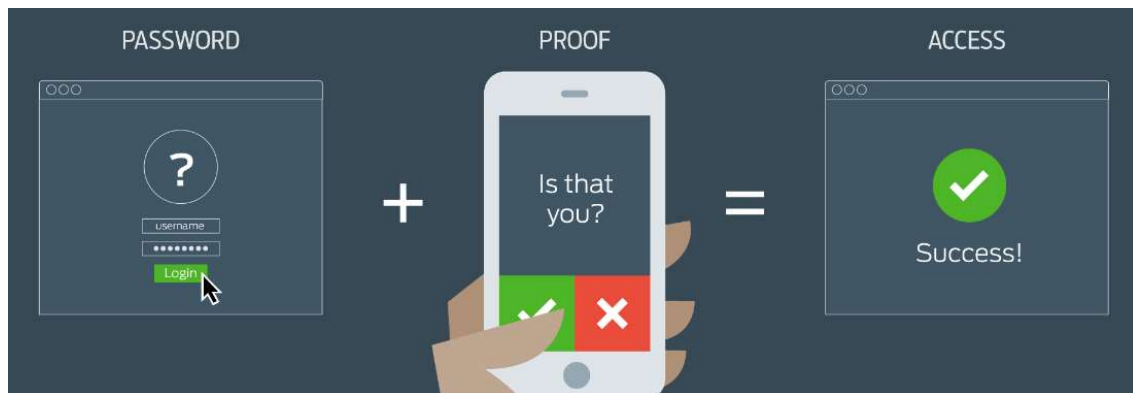 PASSWORD
PROOF
ACCESS
?
username
Login
Is that
you?
Success!